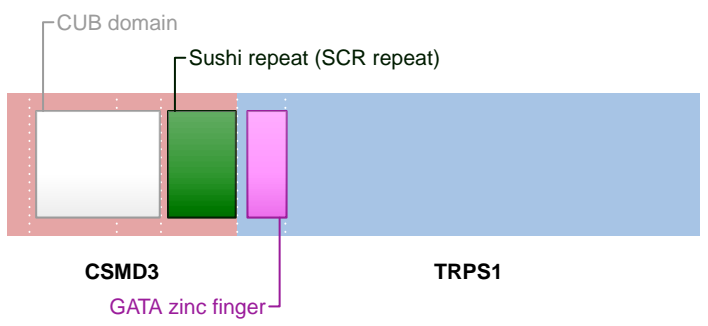 CUB domain
Sushi repeat (SCR repeat)
CSMD3
TRPS1
GATA zinc finger